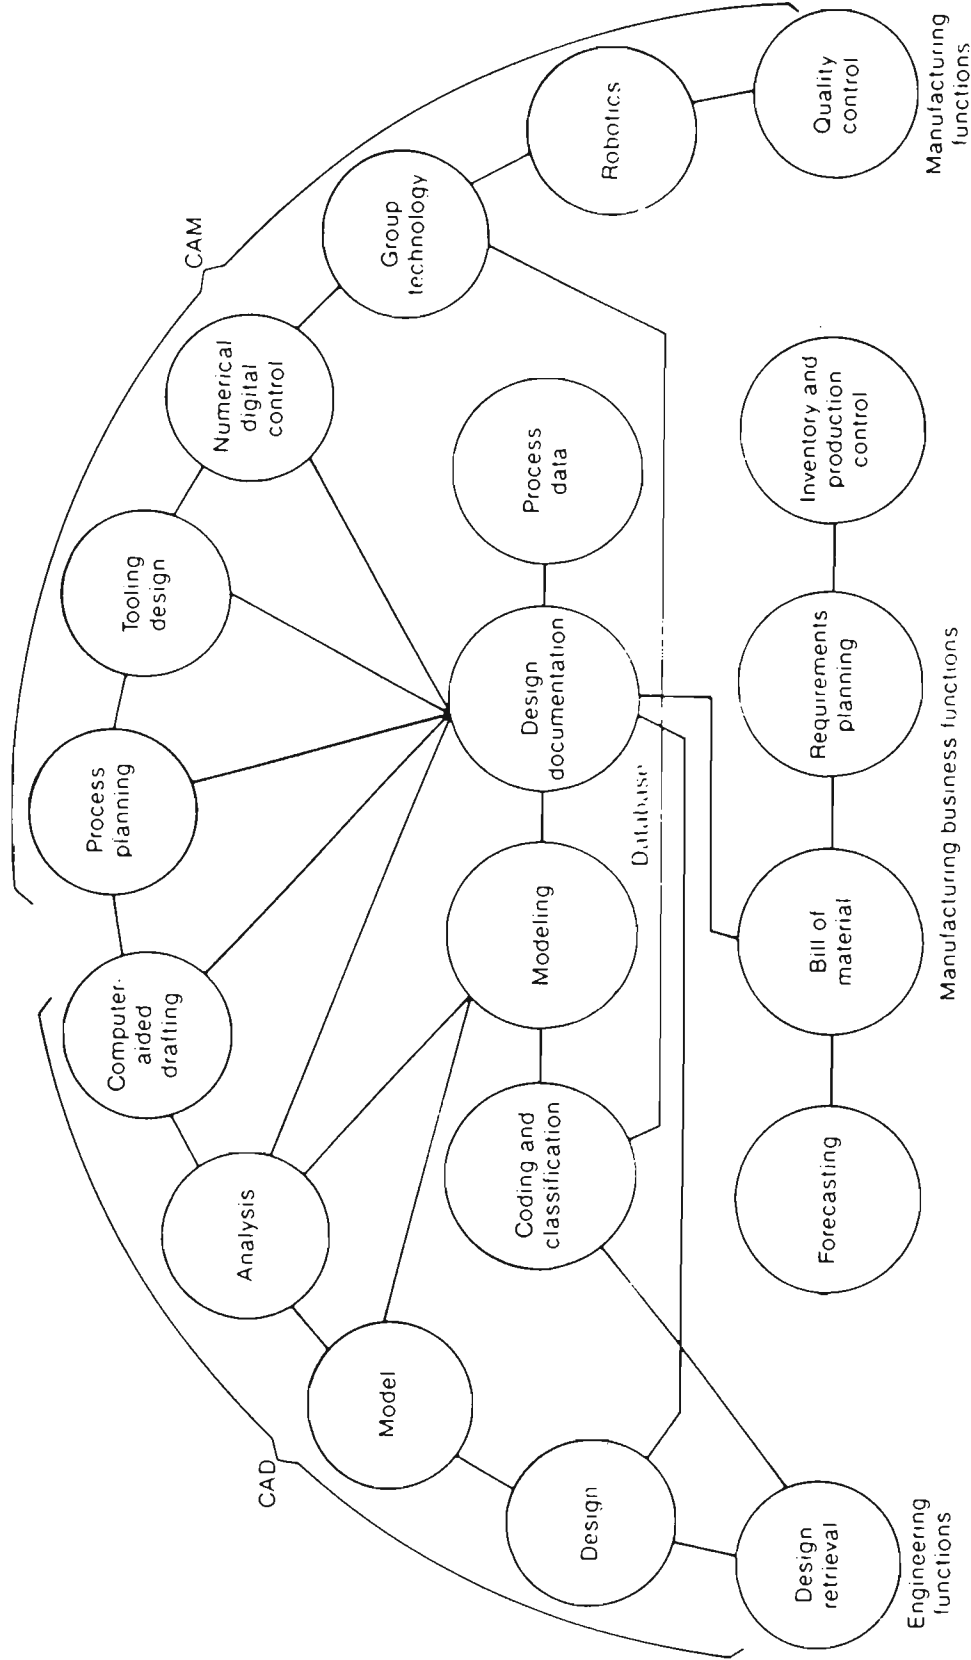 CAD
CAM
Design
retrieval
Design
Model
Analysis
Computer-
aided
drafting
Process
planning
Tooling
design
Numerical
digital
control
Group
technology
Robotics
Quality
control
Coding and
classification
Modeling
Design
documentation
Process
data
Database
Forecasting
Bill of
material
Requirements
planning
Inventory and
production
control
Engineering
functions
Manufacturing business functions
Manufacturing
functions